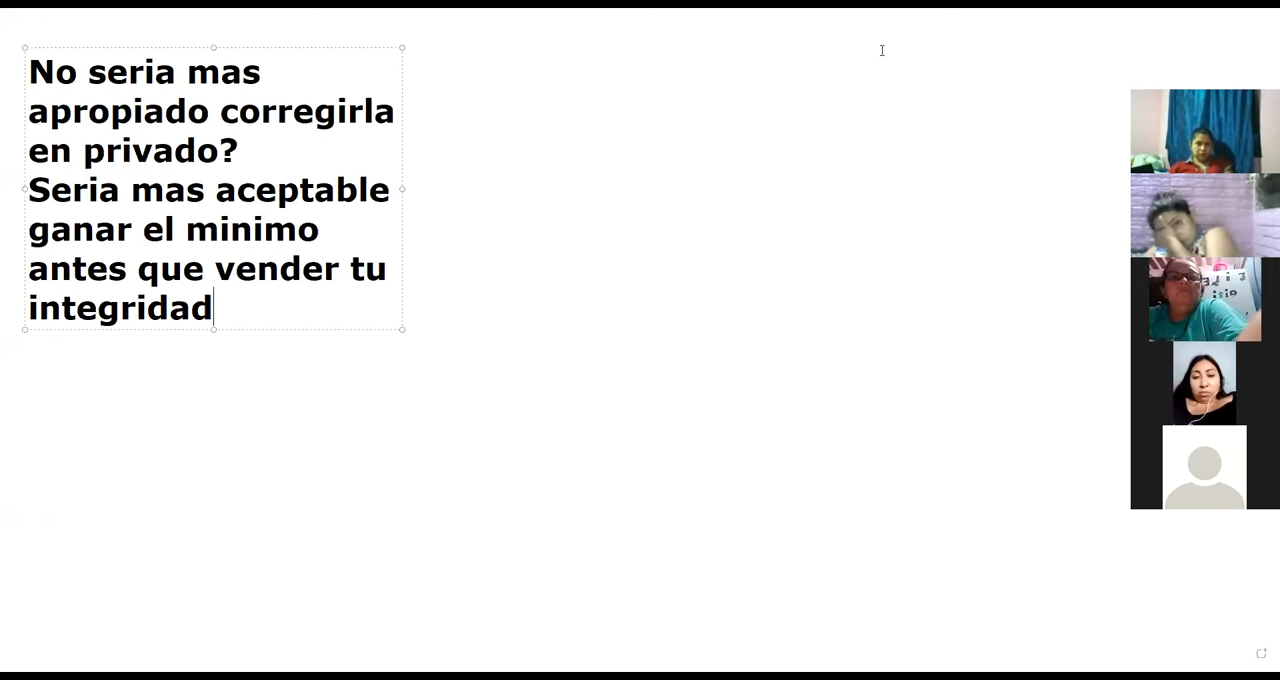 No seria mas
apropiado corregirla
en privado?
Seria mas aceptable
ganar el minimo
antes que vender tu
integridad